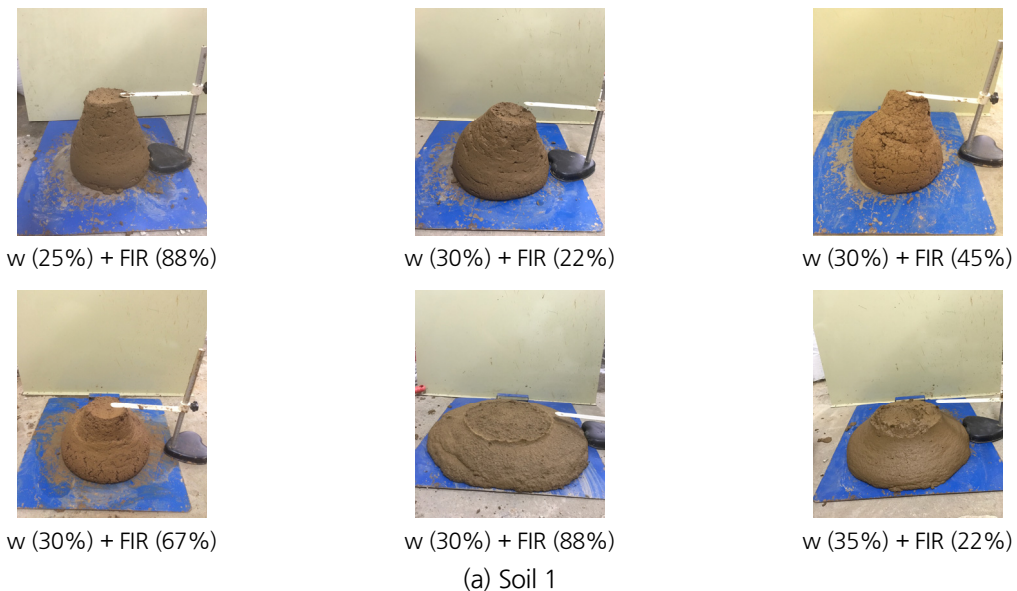 w (25%) + FIR (88%)
w (30%) + FIR (22%)
w (30%) + FIR (45%)
w (30%) + FIR (67%)
w (30%) + FIR (88%)
w (35%) + FIR (22%)
(a) Soil 1